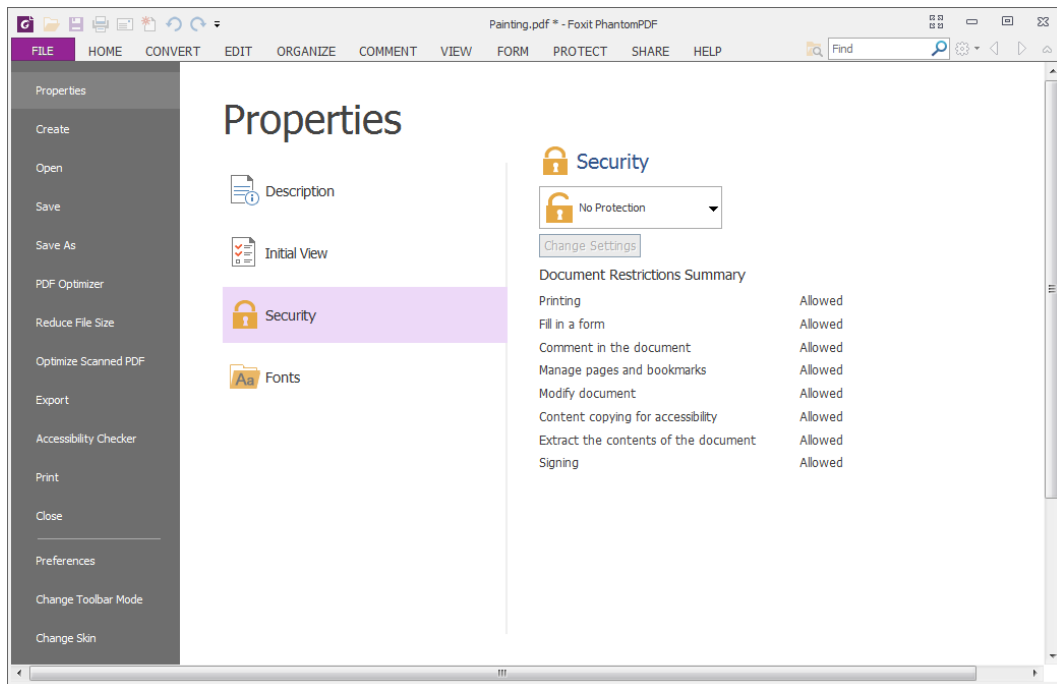 Painting.pdf * - Foxit PhantomPDF
FILE HOME CONVERT EDIT ORGANIZE COMMENT VIEW FORM PROTECT SHARE HELP Find
Properties
Create
Open
Save
Save As
PDF Optimizer
Reduce File Size
Optimize Scanned PDF
Export
Accessibility Checker
Print
Close
Preferences
Change Toolbar Mode
Change Skin
Properties
Description
Initial View
Security
Aa Fonts
Security
No Protection
Change Settings
Document Restrictions Summary
Printing Allowed
Fill in a form Allowed
Comment in the document Allowed
Manage pages and bookmarks Allowed
Modify document Allowed
Content copying for accessibility Allowed
Extract the contents of the document Allowed
Signing Allowed